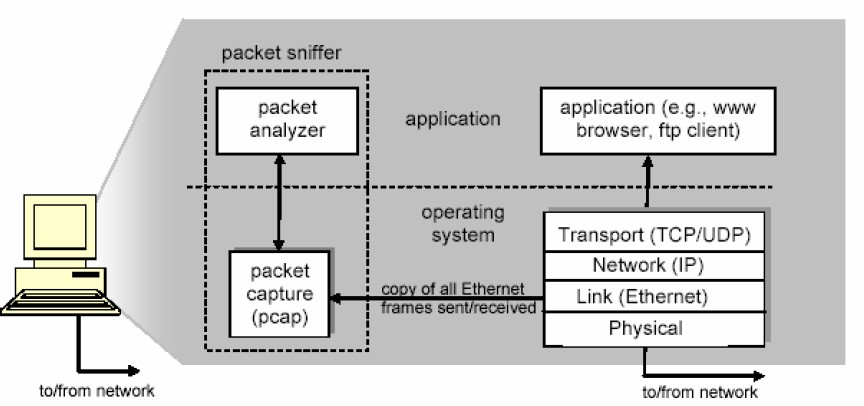 packet sniffer
packet
analyzer
application
application (e.g., www
browser, ftp client)
operating
system
packet
capture
(pcap)
copy of all Ethernet
frames sent/received
Transport (TCP/UDP)
Network (IP)
Link (Ethernet)
Physical
to/from network
to/from network